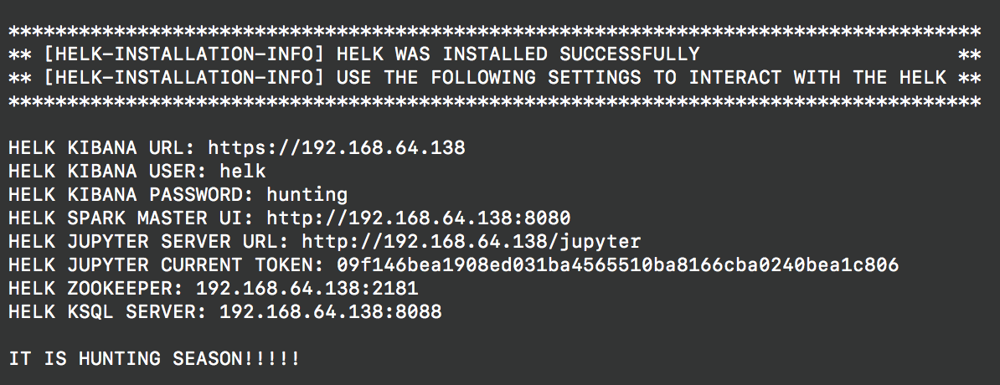 ***********************************************************************************
** [HELK-INSTALLATION-INFO] HELK WAS INSTALLED SUCCESSFULLY                      **
** [HELK-INSTALLATION-INFO] USE THE FOLLOWING SETTINGS TO INTERACT WITH THE HELK **
***********************************************************************************
HELK KIBANA URL: https://192.168.64.138
HELK KIBANA USER: helk
HELK KIBANA PASSWORD: hunting
HELK SPARK MASTER UI: http://192.168.64.138:8080
HELK JUPYTER SERVER URL: http://192.168.64.138/jupyter
HELK JUPYTER CURRENT TOKEN: 09f146bea1908ed031ba4565510ba8166cba0240bea1c806
HELK ZOOKEEPER: 192.168.64.138:2181
HELK KSQL SERVER: 192.168.64.138:8088
IT IS HUNTING SEASON!!!!!